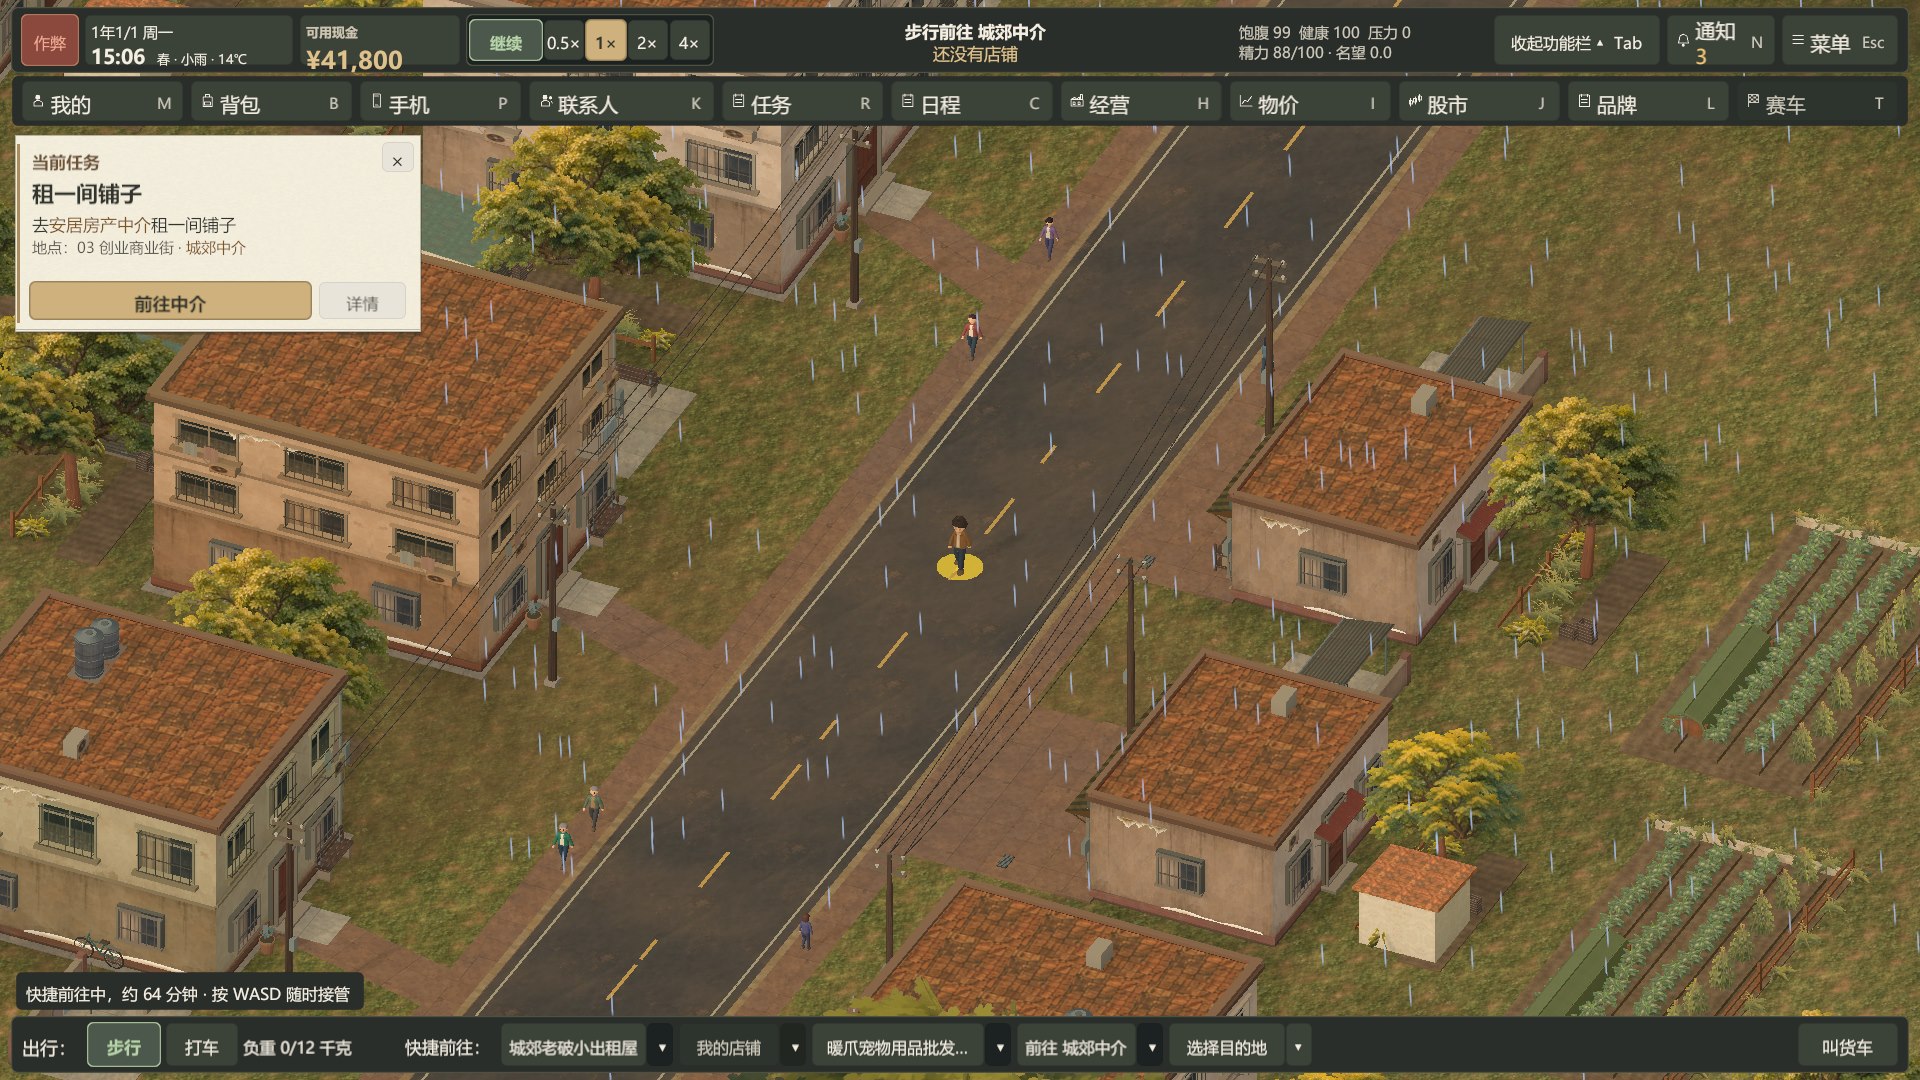 作弊
1年1/1 周一
15:06 春 · 小雨 · 14℃
可用现金
¥41,800
继续 0.5× 1× 2× 4×
步行前往 城郊中介
还没有店铺
饱腹 99 健康 100 压力 0
精力 88/100 · 名望 0.0
收起功能栏 ▴ Tab
通知 3 N
菜单 Esc
我的 M
背包 B
手机 P
联系人 K
任务 R
日程 C
经营 H
物价 I
股市 J
品牌 L
赛车 T
当前任务 ×
租一间铺子
去安居房产中介租一间铺子
地点：03 创业商业街 · 城郊中介
前往中介 详情
快捷前往中，约 64 分钟 · 按 WASD 随时接管
出行： 步行 打车 负重 0/12 千克 快捷前往： 城郊老破小出租屋 ▾ 我的店铺 ▾ 暖爪宠物用品批发... ▾ 前往 城郊中介 ▾ 选择目的地 ▾ 叫货车